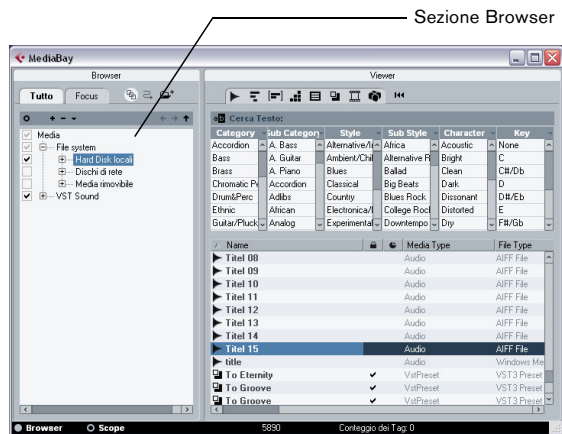 Sezione Browser
MediaBay
Browser
Viewer
Tutto Focus
Cerca Testo:
Media
File system
Hard Disk locali
Dischi di rete
Media rimovibile
VST Sound
Category Sub Category Style Sub Style Character Key
Accordion A. Bass Alternative/In Africa Acoustic None
Bass A. Guitar Ambient/Chil Alternative R Bright C
Brass A. Piano Blues Ballad Clean C#/Db
Chromatic Pe Accordion Classical Big Beats Dark D
Drum&Perc Adlibs Country Blues Rock Dissonant D#/Eb
Ethnic African Electronica/ College Rocl Distorted E
Guitar/Pluck Analog Experimental Downtempo Dry F#/Gb
Name Media Type File Type
Titel 08 Audio AIFF File
Titel 09 Audio AIFF File
Titel 10 Audio AIFF File
Titel 11 Audio AIFF File
Titel 12 Audio AIFF File
Titel 13 Audio AIFF File
Titel 14 Audio AIFF File
Titel 15 Audio AIFF File
title Audio Windows Me
To Eternity VstPreset VST3 Preset
To Groove VstPreset VST3 Preset
To Groove VstPreset VST3 Preset
Browser Scope 5890 Conteggio dei Tag: 0